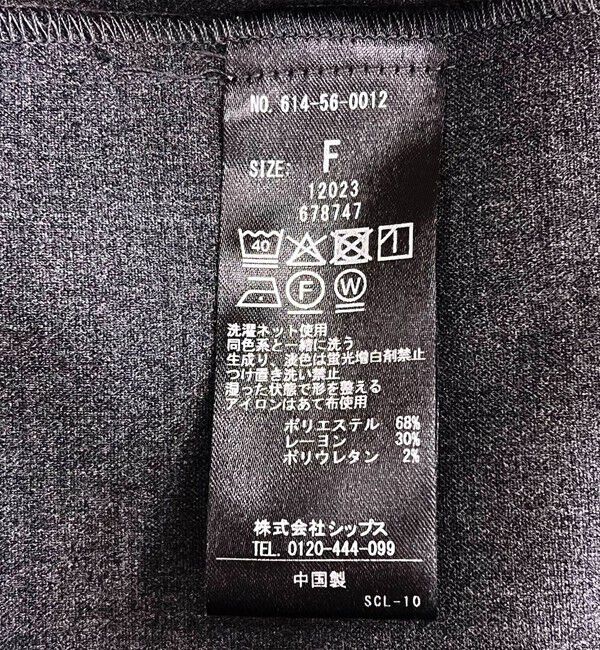 NO. 614-56-0012
SIZE: F
12023
678747
40
F W
洗濯ネット使用
同色系と一緒に洗う
生成り、淡色は蛍光増白剤禁止
つけ置き洗い禁止
湿った状態で形を整える
アイロンはあて布使用
ポリエステル 68%
レーヨン 30%
ポリウレタン 2%
株式会社シップス
TEL. 0120-444-099
中国製
SCL-10